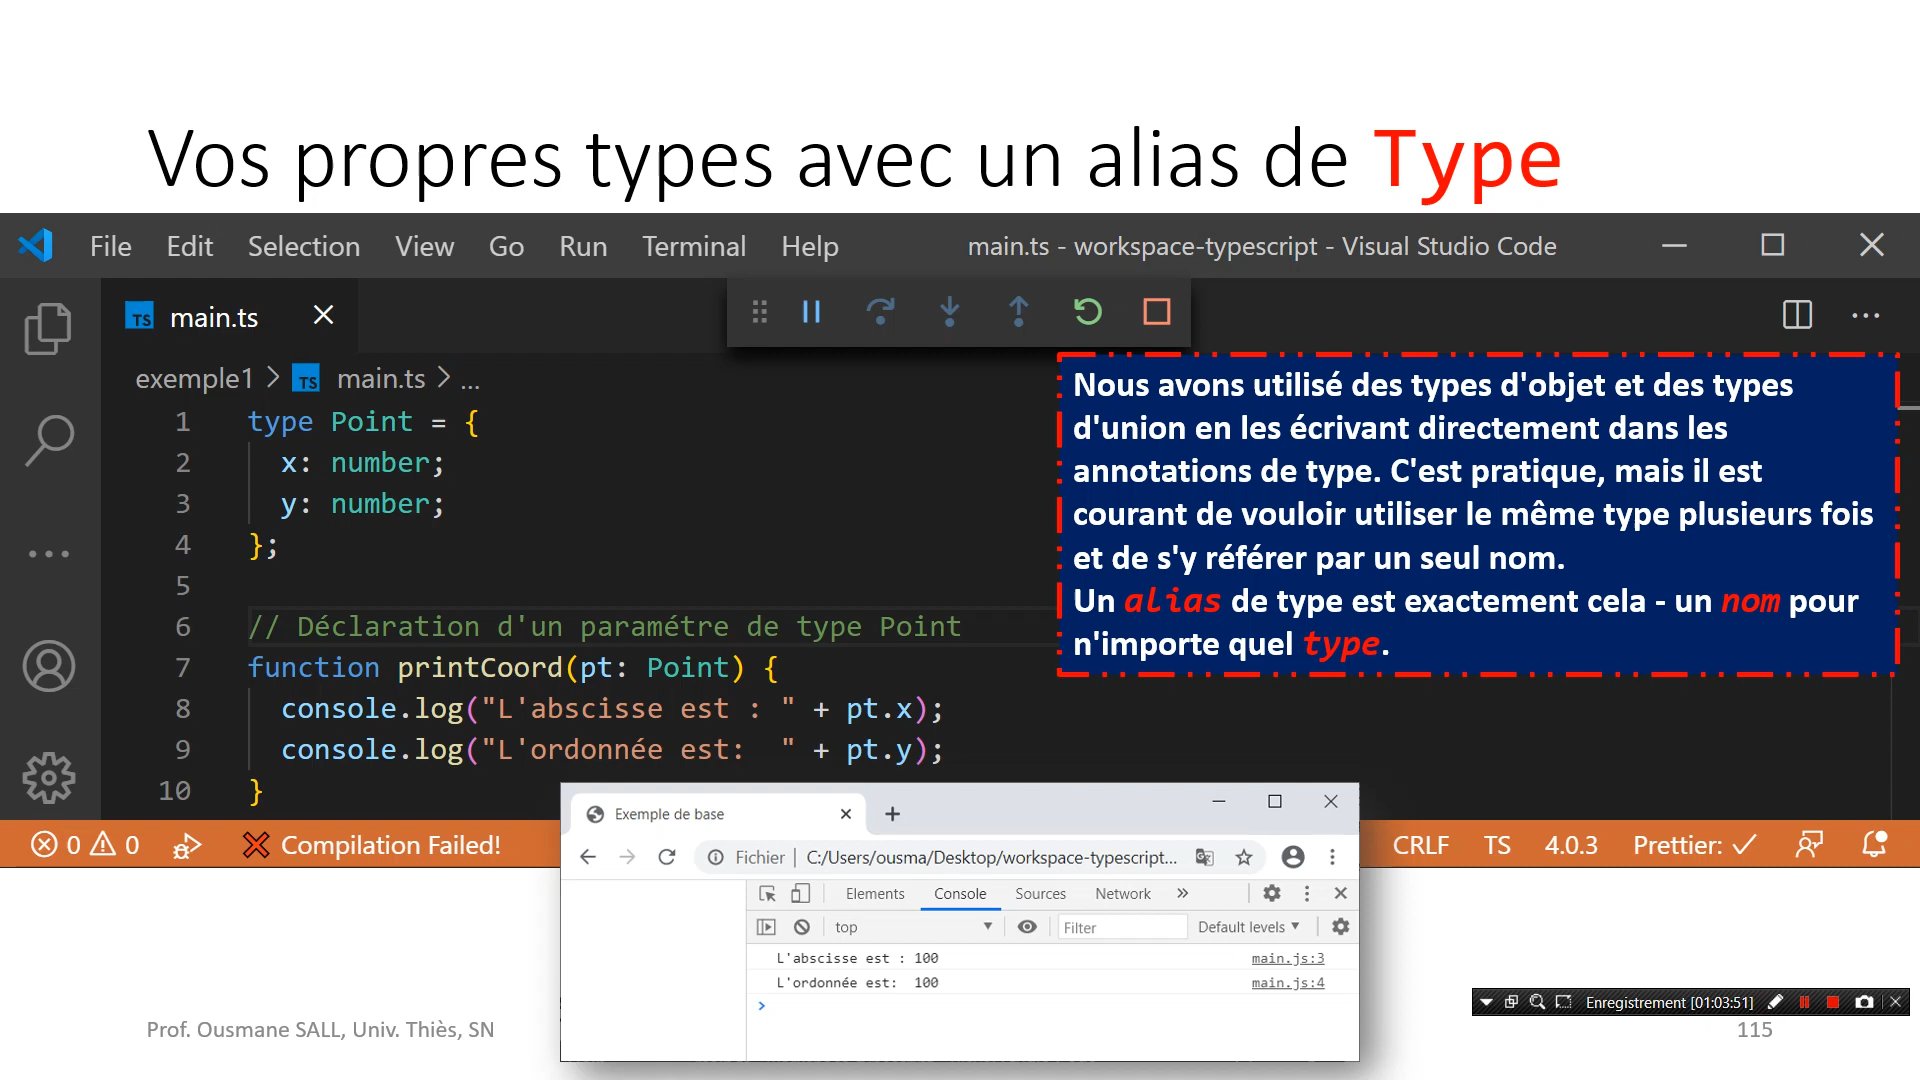 Vos propres types avec un alias de Type
File Edit Selection View Go Run Terminal Help main.ts - workspace-typescript - Visual Studio Code
TS main.ts
exemple1 > TS main.ts > ...
Nous avons utilisé des types d'objet et des types
d'union en les écrivant directement dans les
annotations de type. C'est pratique, mais il est
courant de vouloir utiliser le même type plusieurs fois
et de s'y référer par un seul nom.
Un alias de type est exactement cela - un nom pour
n'importe quel type.
1 type Point = {
2 x: number;
3 y: number;
4 };
5
6 // Déclaration d'un paramétre de type Point
7 function printCoord(pt: Point) {
8 console.log("L'abscisse est : " + pt.x);
9 console.log("L'ordonnée est:  " + pt.y);
10 }
0 0 Compilation Failed! CRLF TS 4.0.3 Prettier: ✓
Exemple de base
Fichier | C:/Users/ousma/Desktop/workspace-typescript...
Elements Console Sources Network »
top Filter Default levels
L'abscisse est : 100 main.js:3
L'ordonnée est:  100 main.js:4
>
Enregistrement [01:03:51]
Prof. Ousmane SALL, Univ. Thiès, SN 115